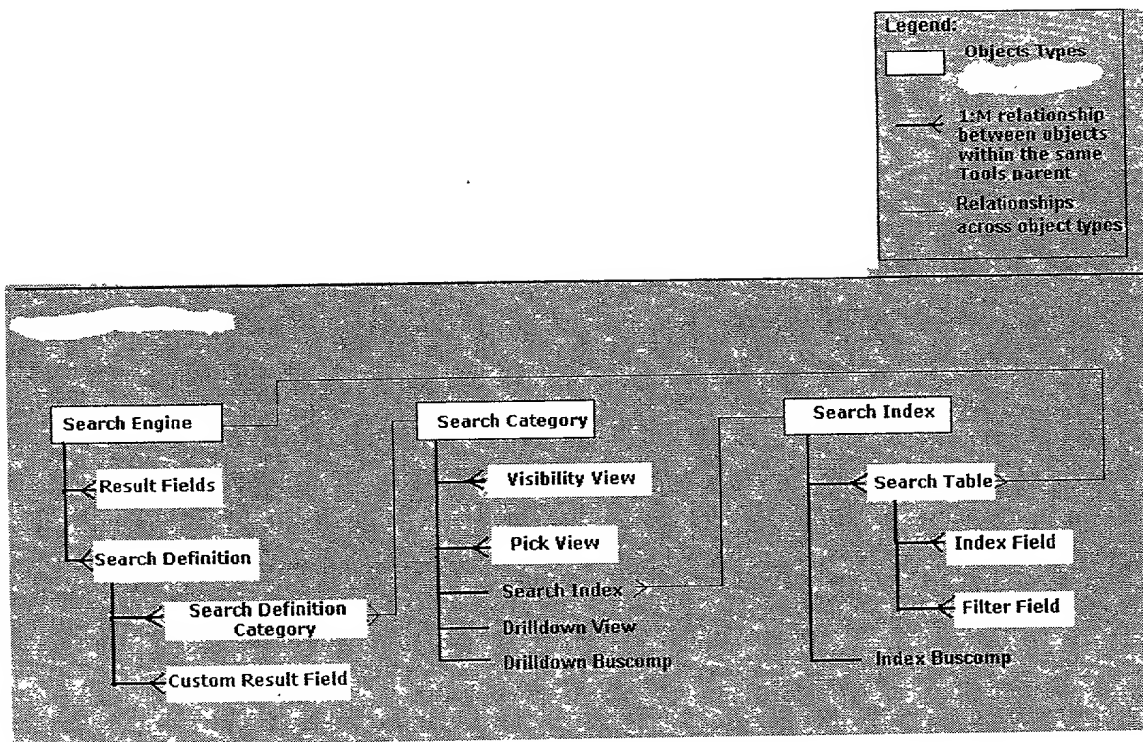 Legend:
Objects Types
1:M relationship
between objects
within the same
Tools parent
Relationships
across object types
Search Engine
Result Fields
Search Definition
Search Definition
Category
Custom Result Field
Search Category
Visibility View
Pick View
Search Index
Drilldown View
Drilldown Buscomp
Search Index
Search Table
Index Field
Filter Field
Index Buscomp